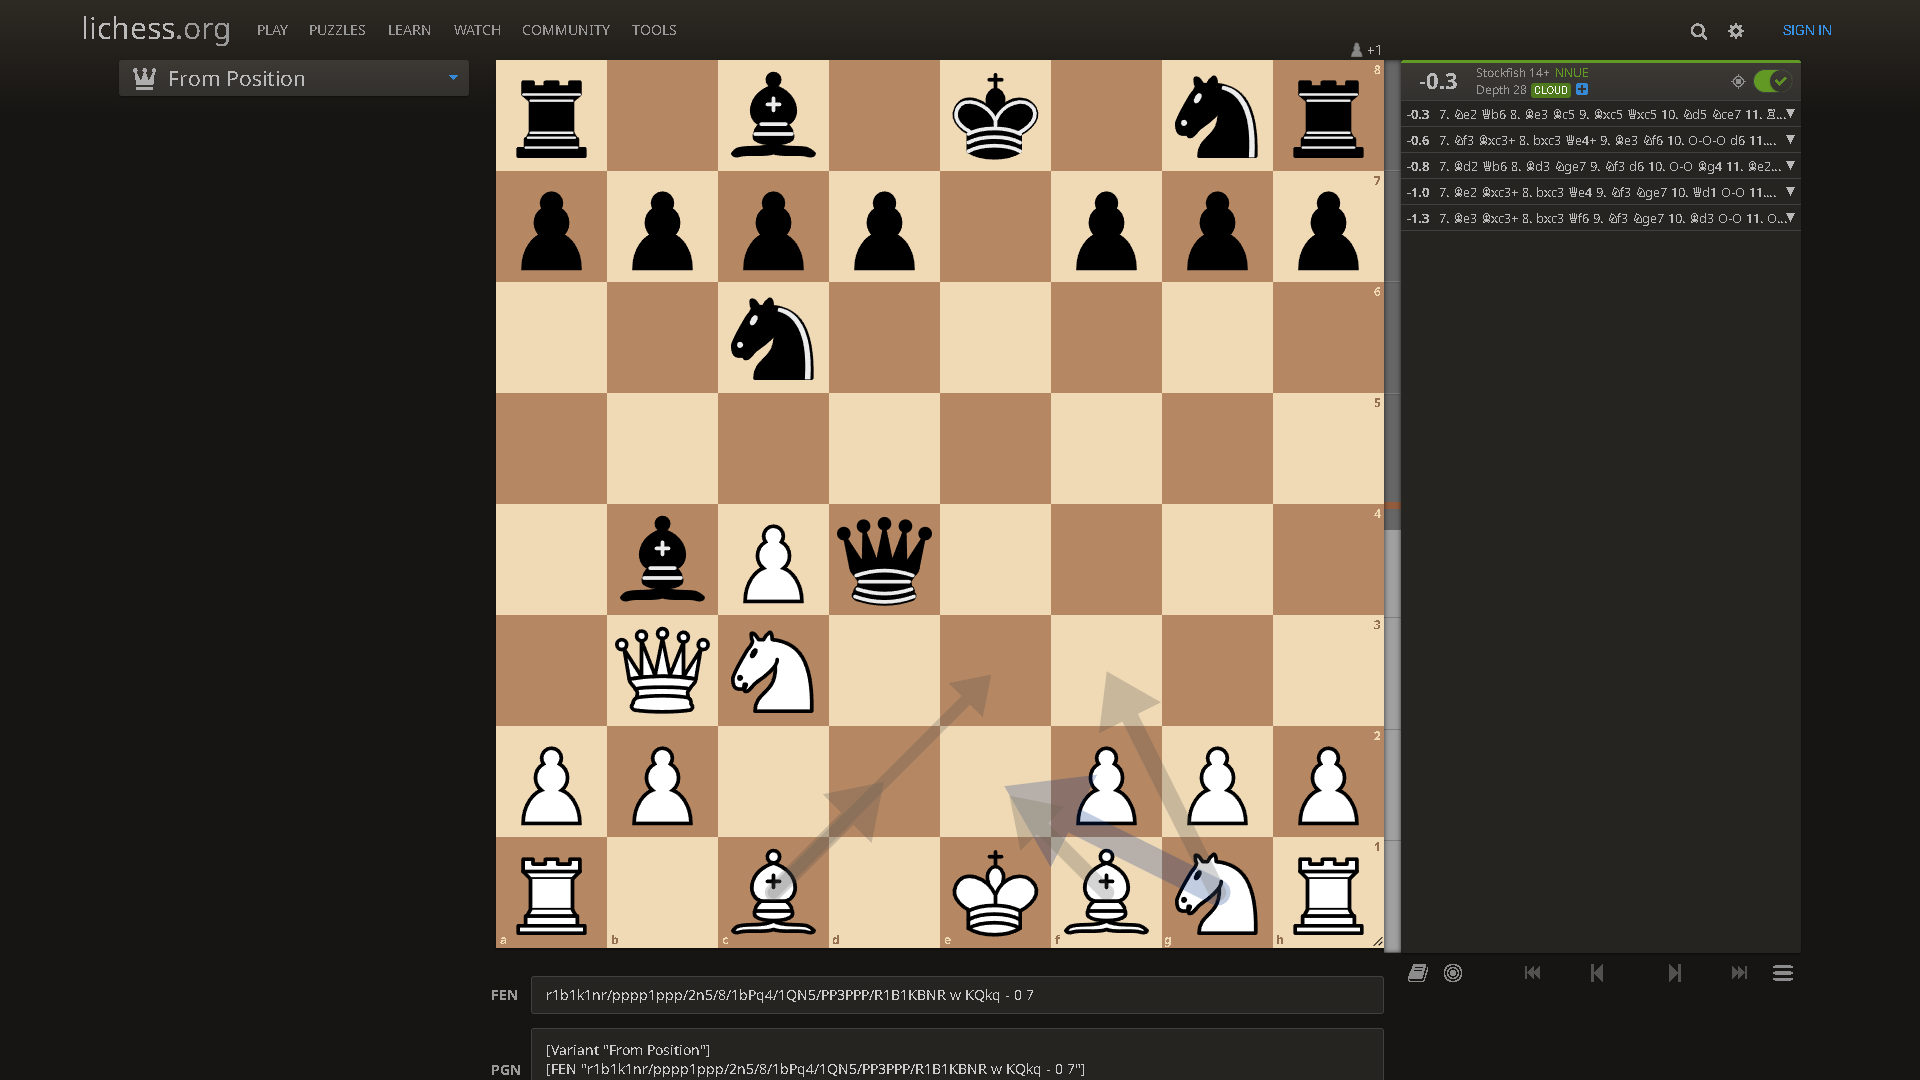 lichess.org PLAY PUZZLES LEARN WATCH COMMUNITY TOOLS SIGN IN
+1
From Position
-0.3 Stockfish 14+ NNUE
Depth 28 CLOUD
-0.3 7. ♘e2 ♕b6 8. ♗e3 ♗c5 9. ♗xc5 ♕xc5 10. ♘d5 ♘ce7 11. ♖...
-0.6 7. ♘f3 ♗xc3+ 8. bxc3 ♕e4+ 9. ♗e3 ♘f6 10. O-O-O d6 11....
-0.8 7. ♗d2 ♕b6 8. ♗d3 ♘ge7 9. ♘f3 d6 10. O-O ♗g4 11. ♗e2...
-1.0 7. ♗e2 ♗xc3+ 8. bxc3 ♕e4 9. ♘f3 ♘ge7 10. ♕d1 O-O 11....
-1.3 7. ♗e3 ♗xc3+ 8. bxc3 ♕f6 9. ♘f3 ♘ge7 10. ♗d3 O-O 11. O...
8
7
6
5
4
3
2
1
a b c d e f g h
FEN r1b1k1nr/pppp1ppp/2n5/8/1bPq4/1QN5/PP3PPP/R1B1KBNR w KQkq - 0 7
[Variant "From Position"]
PGN [FEN "r1b1k1nr/pppp1ppp/2n5/8/1bPq4/1QN5/PP3PPP/R1B1KBNR w KQkq - 0 7"]